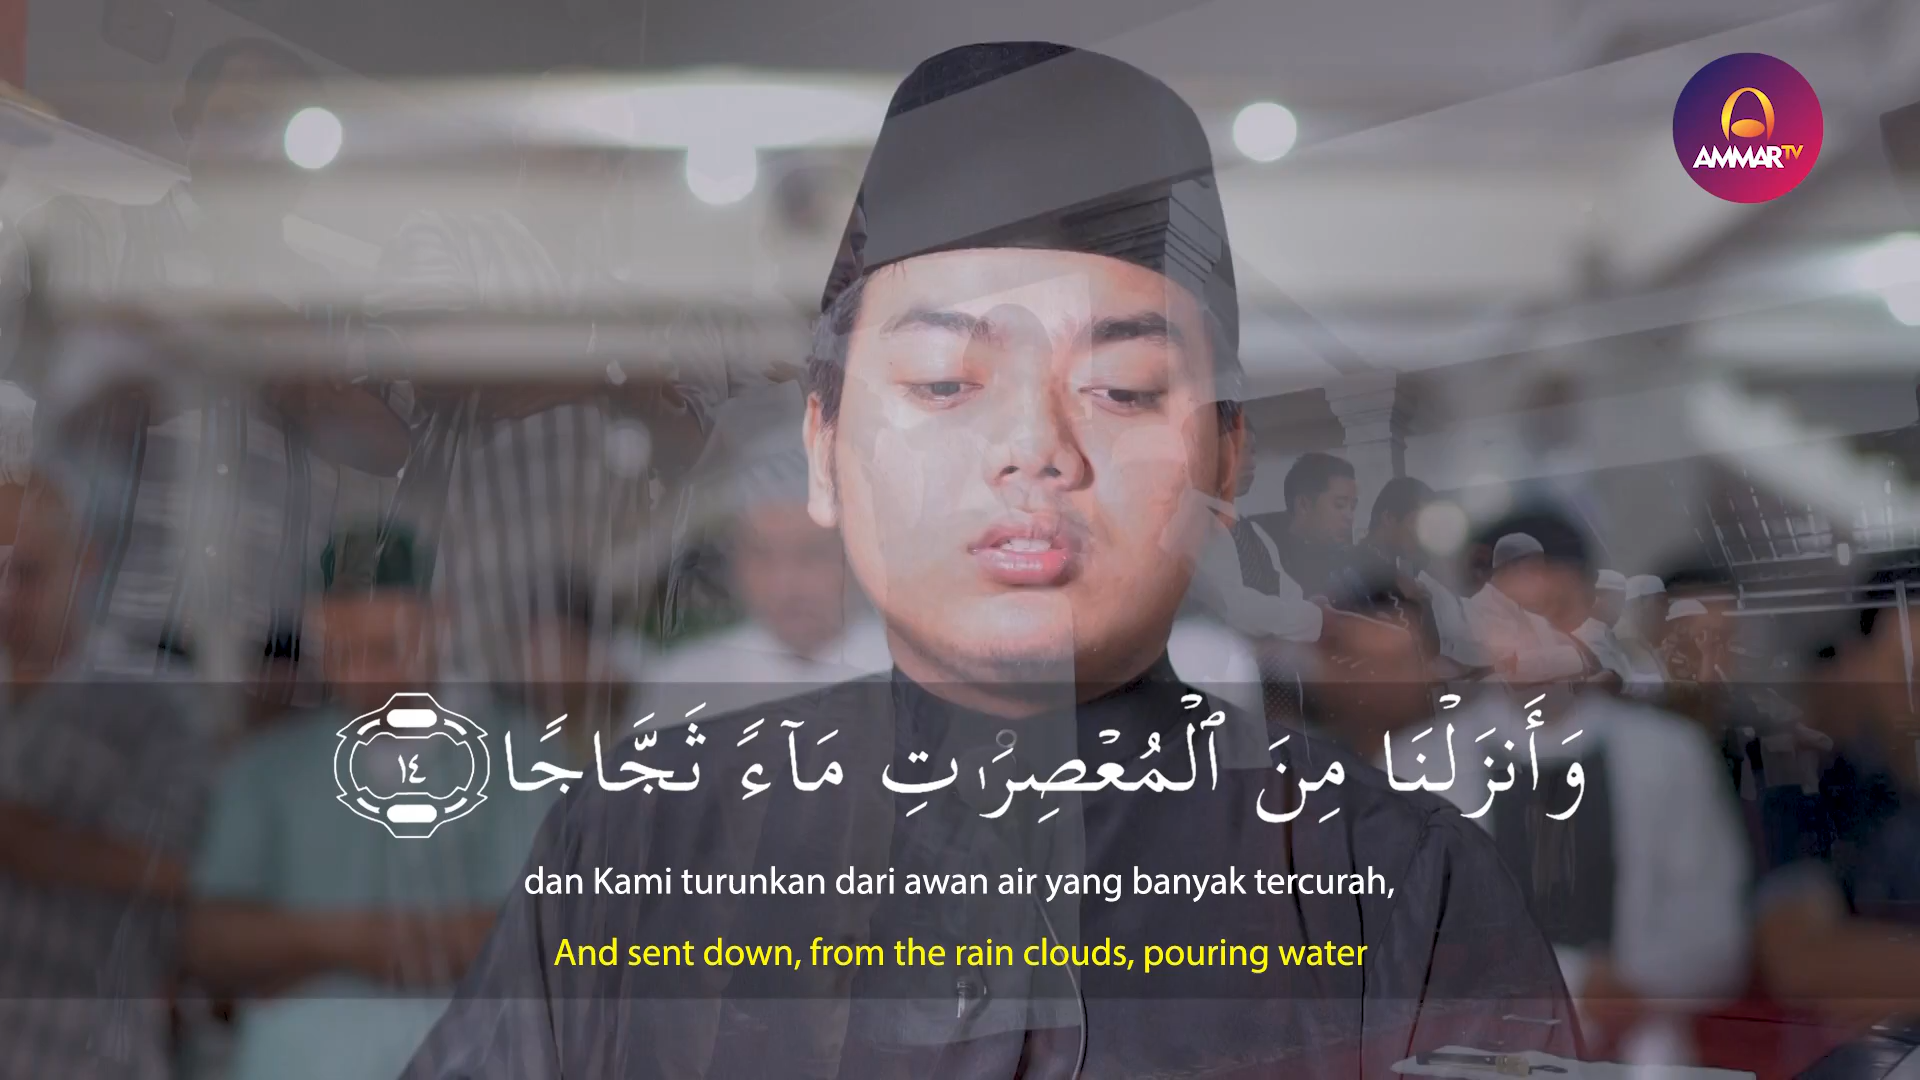 AMMARTV
وَأَنزَلْنَا مِنَ ٱلْمُعْصِرَٰتِ مَآءً ثَجَّاجًا ١٤
dan Kami turunkan dari awan air yang banyak tercurah,
And sent down, from the rain clouds, pouring water